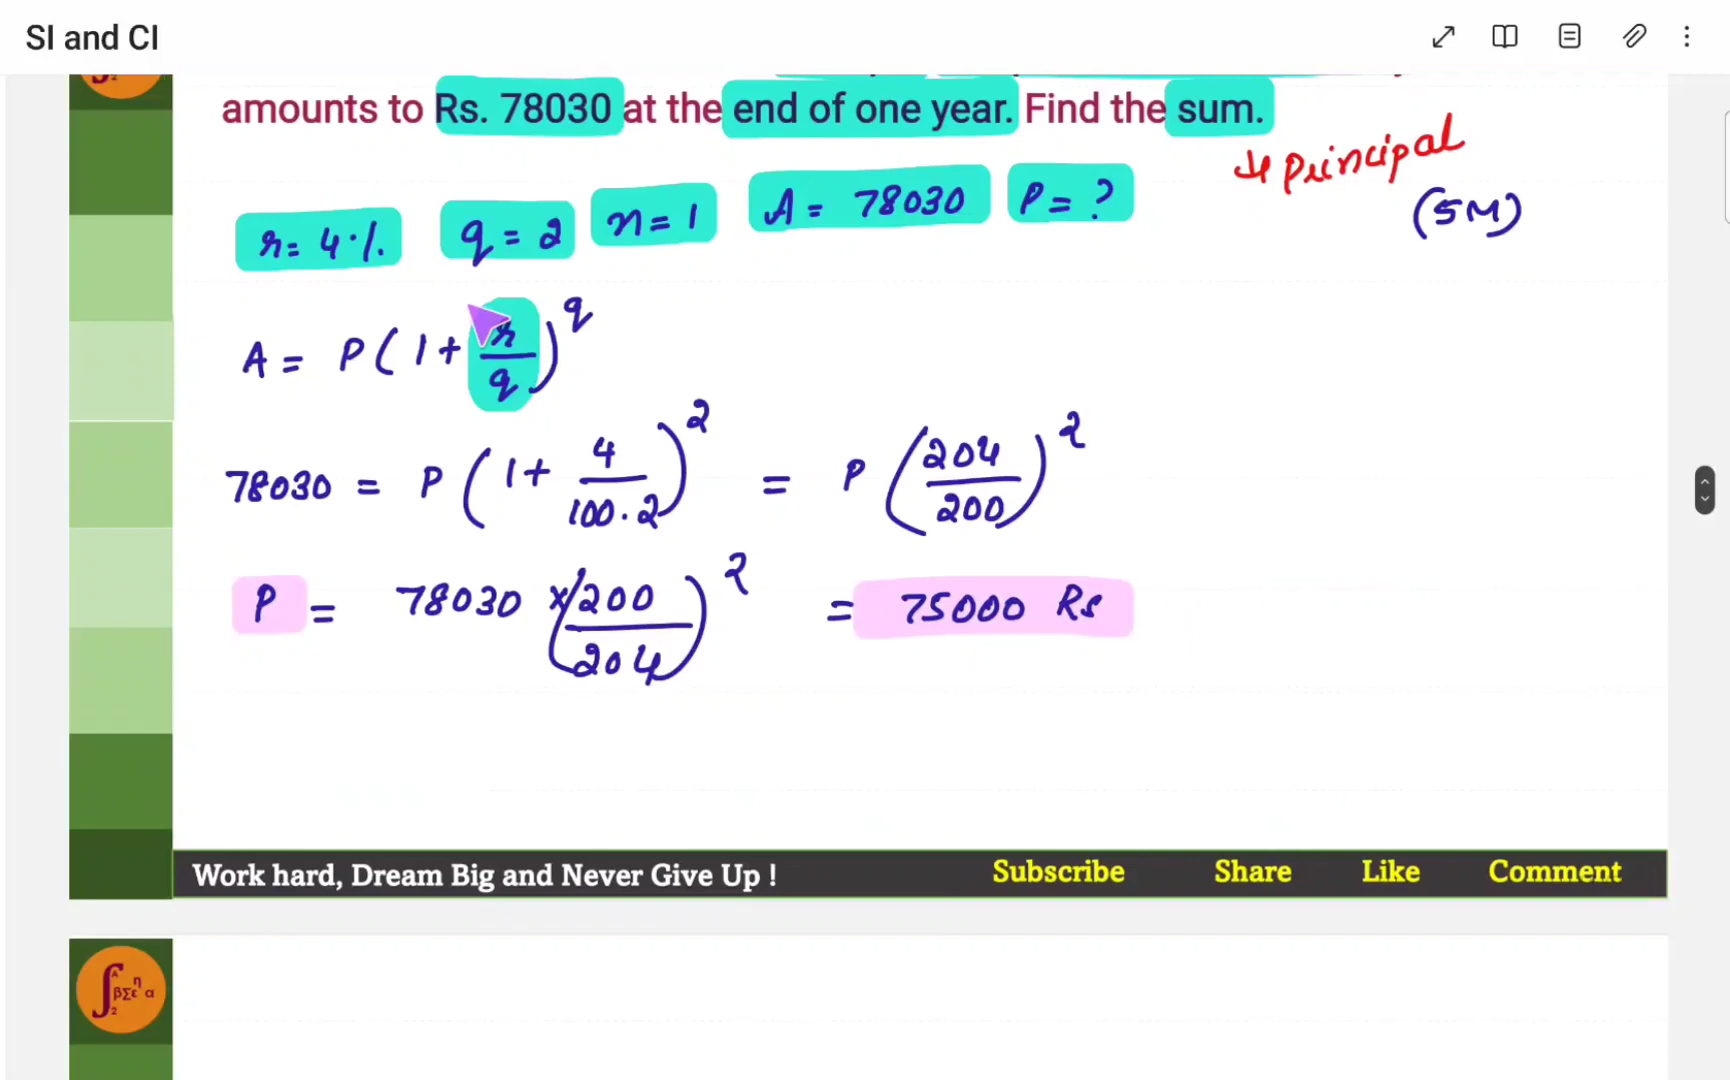 SI and CI
amounts to Rs. 78030 at the end of one year. Find the sum.
→ principal
(5M)
r = 4 %. q = 2 n = 1 A = 78030 P = ?
A = P ( 1 + r/q )^q
78030 = P ( 1 + 4/100.2 )^2 = P ( 204/200 )^2
P = 78030 x ( 200/204 )^2 = 75000 Rs
Work hard, Dream Big and Never Give Up ! Subscribe Share Like Comment